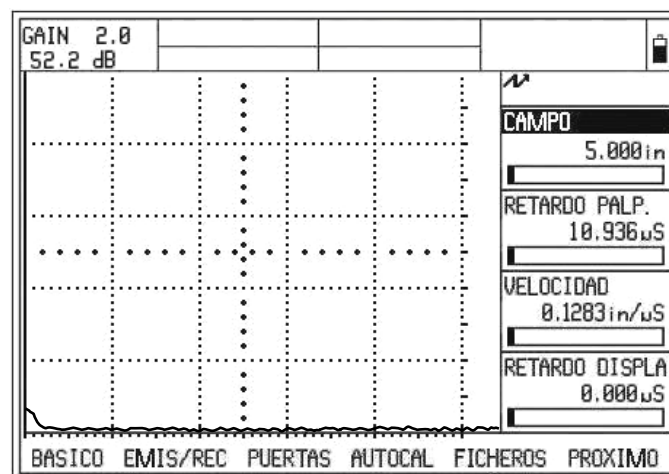 GAIN 2.0
52.2 dB
CAMPO
5.000in
RETARDO PALP.
10.936uS
VELOCIDAD
0.1283in/uS
RETARDO DISPLA
0.000uS
BASICO EMIS/REC PUERTAS AUTOCAL FICHEROS PROXIMO